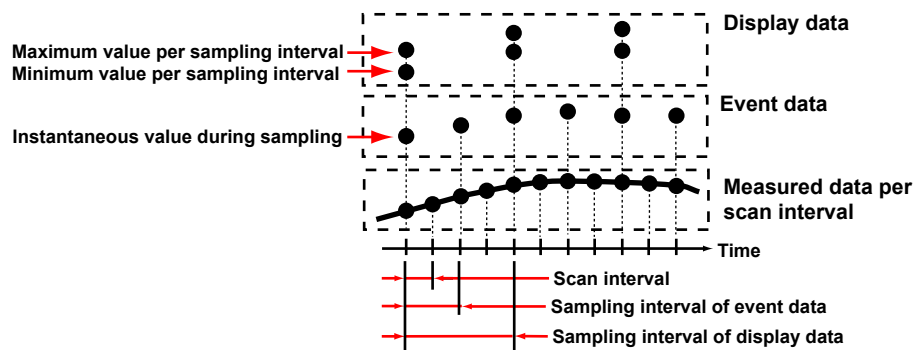 Display data
Maximum value per sampling interval
Minimum value per sampling interval
Event data
Instantaneous value during sampling
Measured data per
scan interval
Time
Scan interval
Sampling interval of event data
Sampling interval of display data